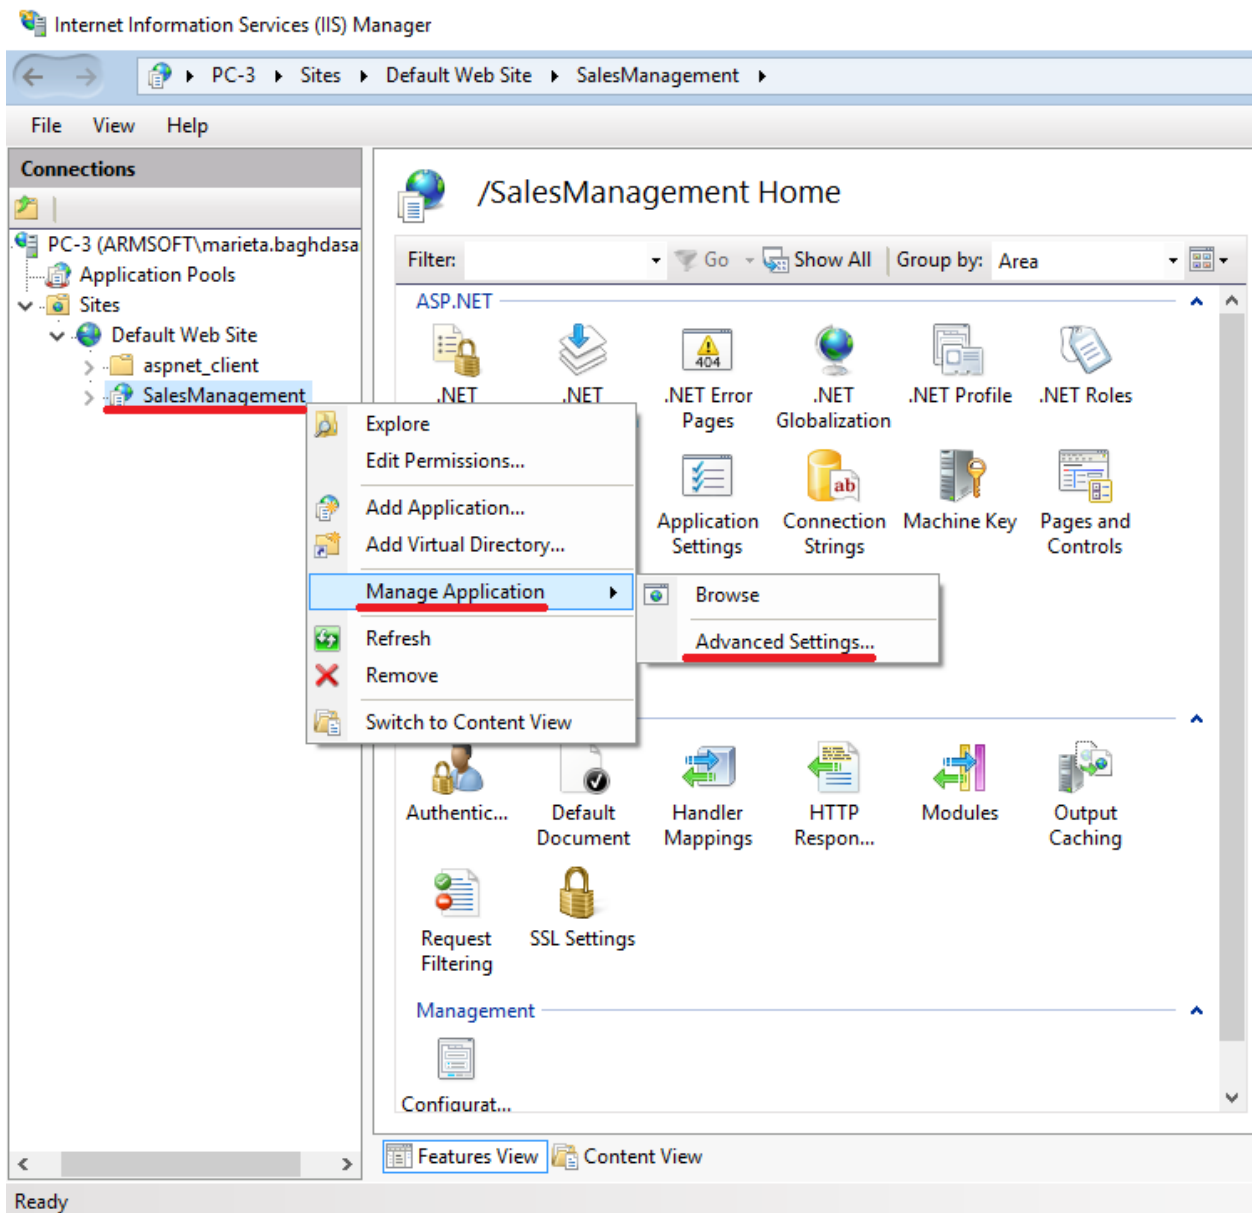 Internet Information Services (IIS) Manager
PC-3 Sites Default Web Site SalesManagement
File View Help
Connections
PC-3 (ARMSOFT\marieta.baghdasa
Application Pools
Sites
Default Web Site
aspnet_client
SalesManagement
/SalesManagement Home
Filter: Go Show All Group by: Area
ASP.NET
.NET .NET .NET Error Pages .NET Globalization .NET Profile .NET Roles
404
ab
Application Settings Connection Strings Machine Key Pages and Controls
Explore
Edit Permissions...
Add Application...
Add Virtual Directory...
Manage Application
Refresh
Remove
Switch to Content View
Browse
Advanced Settings...
Authentic... Default Document Handler Mappings HTTP Respon... Modules Output Caching
Request Filtering SSL Settings
Management
Configurat...
Features View Content View
Ready